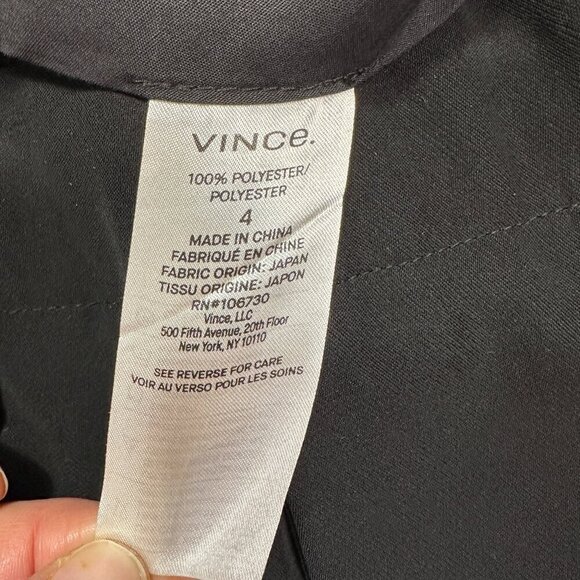 VINCe.
100% POLYESTER/
POLYESTER
4
MADE IN CHINA
FABRIQUÉ EN CHINE
FABRIC ORIGIN: JAPAN
TISSU ORIGINE: JAPON
RN#106730
Vince, LLC
500 Fifth Avenue, 20th Floor
New York, NY 10110
SEE REVERSE FOR CARE
VOIR AU VERSO POUR LES SOINS